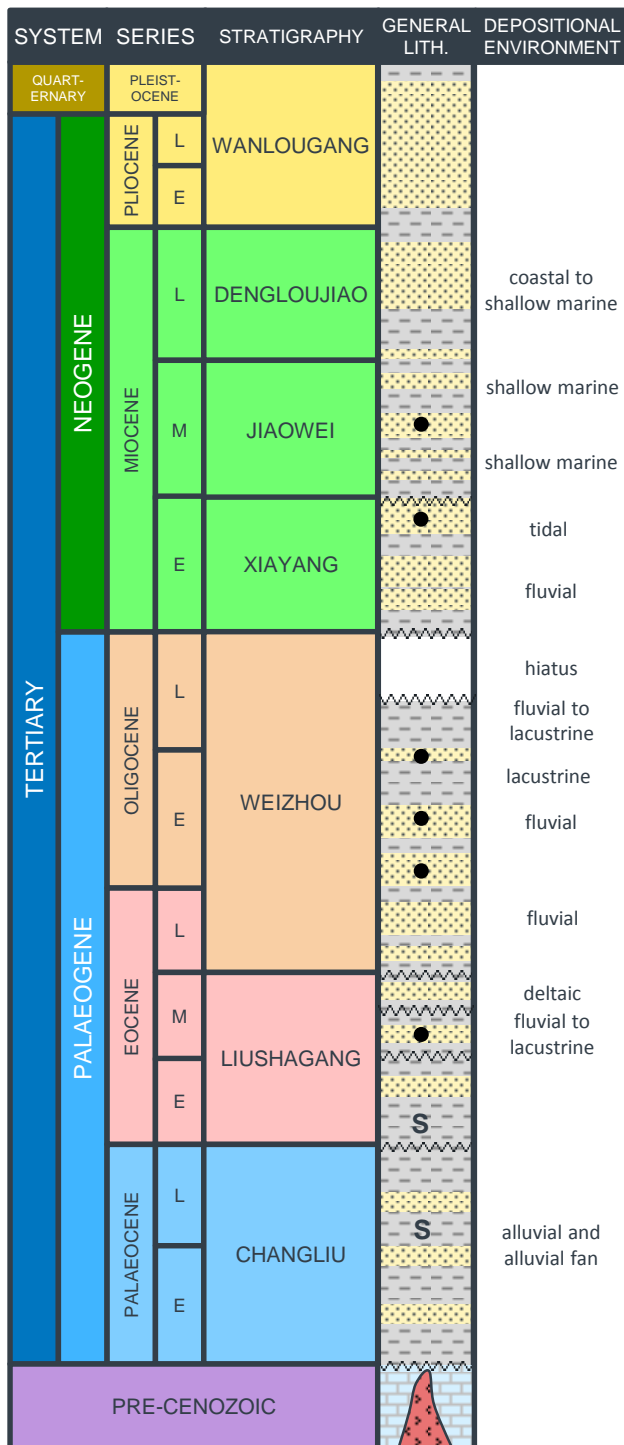 SYSTEM
SERIES
STRATIGRAPHY
GENERAL
LITH.
DEPOSITIONAL
ENVIRONMENT
QUART-
ERNARY
PLEIST-
OCENE
WANLOUGANG
TERTIARY
NEOGENE
PLIOCENE
L
E
MIOCENE
L
DENGLOUJIAO
coastal to
shallow marine
M
JIAOWEI
shallow marine
shallow marine
E
XIAYANG
tidal
fluvial
PALAEOGENE
OLIGOCENE
L
E
WEIZHOU
hiatus
fluvial to
lacustrine
lacustrine
fluvial
fluvial
EOCENE
L
M
E
LIUSHAGANG
deltaic
fluvial to
lacustrine
S
PALAEOCENE
L
E
CHANGLIU
S
alluvial and
alluvial fan
PRE-CENOZOIC